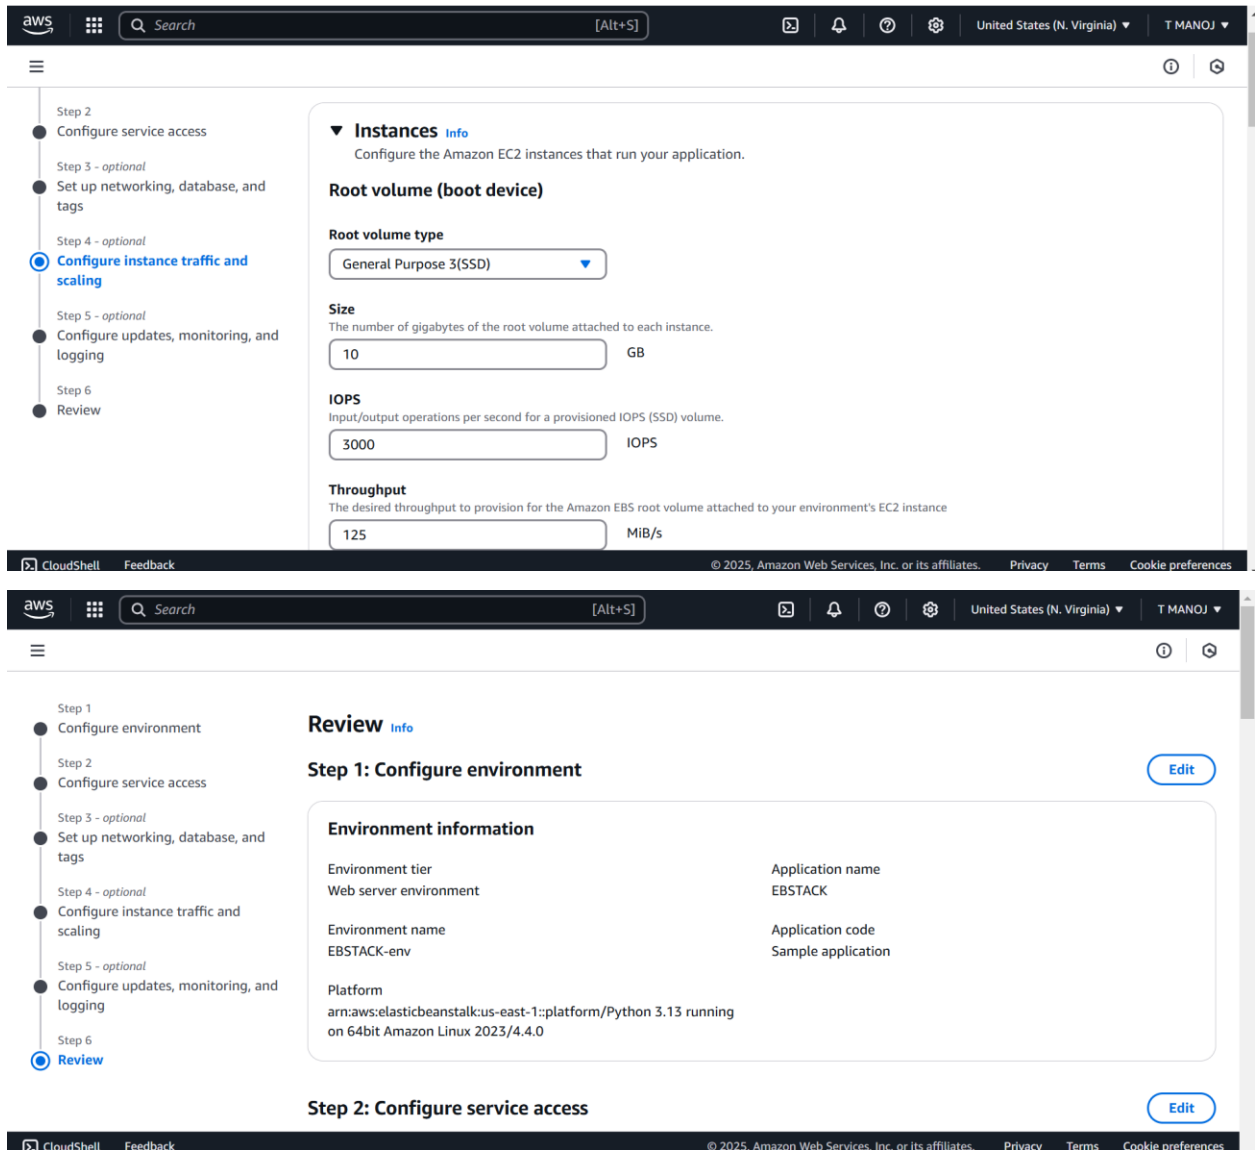 aws
Search
[Alt+S]
United States (N. Virginia) ▼
T MANOJ ▼
Step 2
Configure service access
Step 3 - optional
Set up networking, database, and
tags
Step 4 - optional
Configure instance traffic and
scaling
Step 5 - optional
Configure updates, monitoring, and
logging
Step 6
Review
▼ Instances Info
Configure the Amazon EC2 instances that run your application.
Root volume (boot device)
Root volume type
General Purpose 3(SSD)
Size
The number of gigabytes of the root volume attached to each instance.
10 GB
IOPS
Input/output operations per second for a provisioned IOPS (SSD) volume.
3000 IOPS
Throughput
The desired throughput to provision for the Amazon EBS root volume attached to your environment's EC2 instance
125 MiB/s
CloudShell Feedback © 2025, Amazon Web Services, Inc. or its affiliates. Privacy Terms Cookie preferences
aws
Search
[Alt+S]
United States (N. Virginia) ▼
T MANOJ ▼
Step 1
Configure environment
Step 2
Configure service access
Step 3 - optional
Set up networking, database, and
tags
Step 4 - optional
Configure instance traffic and
scaling
Step 5 - optional
Configure updates, monitoring, and
logging
Step 6
Review
Review Info
Step 1: Configure environment
Edit
Environment information
Environment tier
Web server environment
Application name
EBSTACK
Environment name
EBSTACK-env
Application code
Sample application
Platform
arn:aws:elasticbeanstalk:us-east-1::platform/Python 3.13 running
on 64bit Amazon Linux 2023/4.4.0
Step 2: Configure service access
Edit
CloudShell Feedback © 2025, Amazon Web Services, Inc. or its affiliates. Privacy Terms Cookie preferences